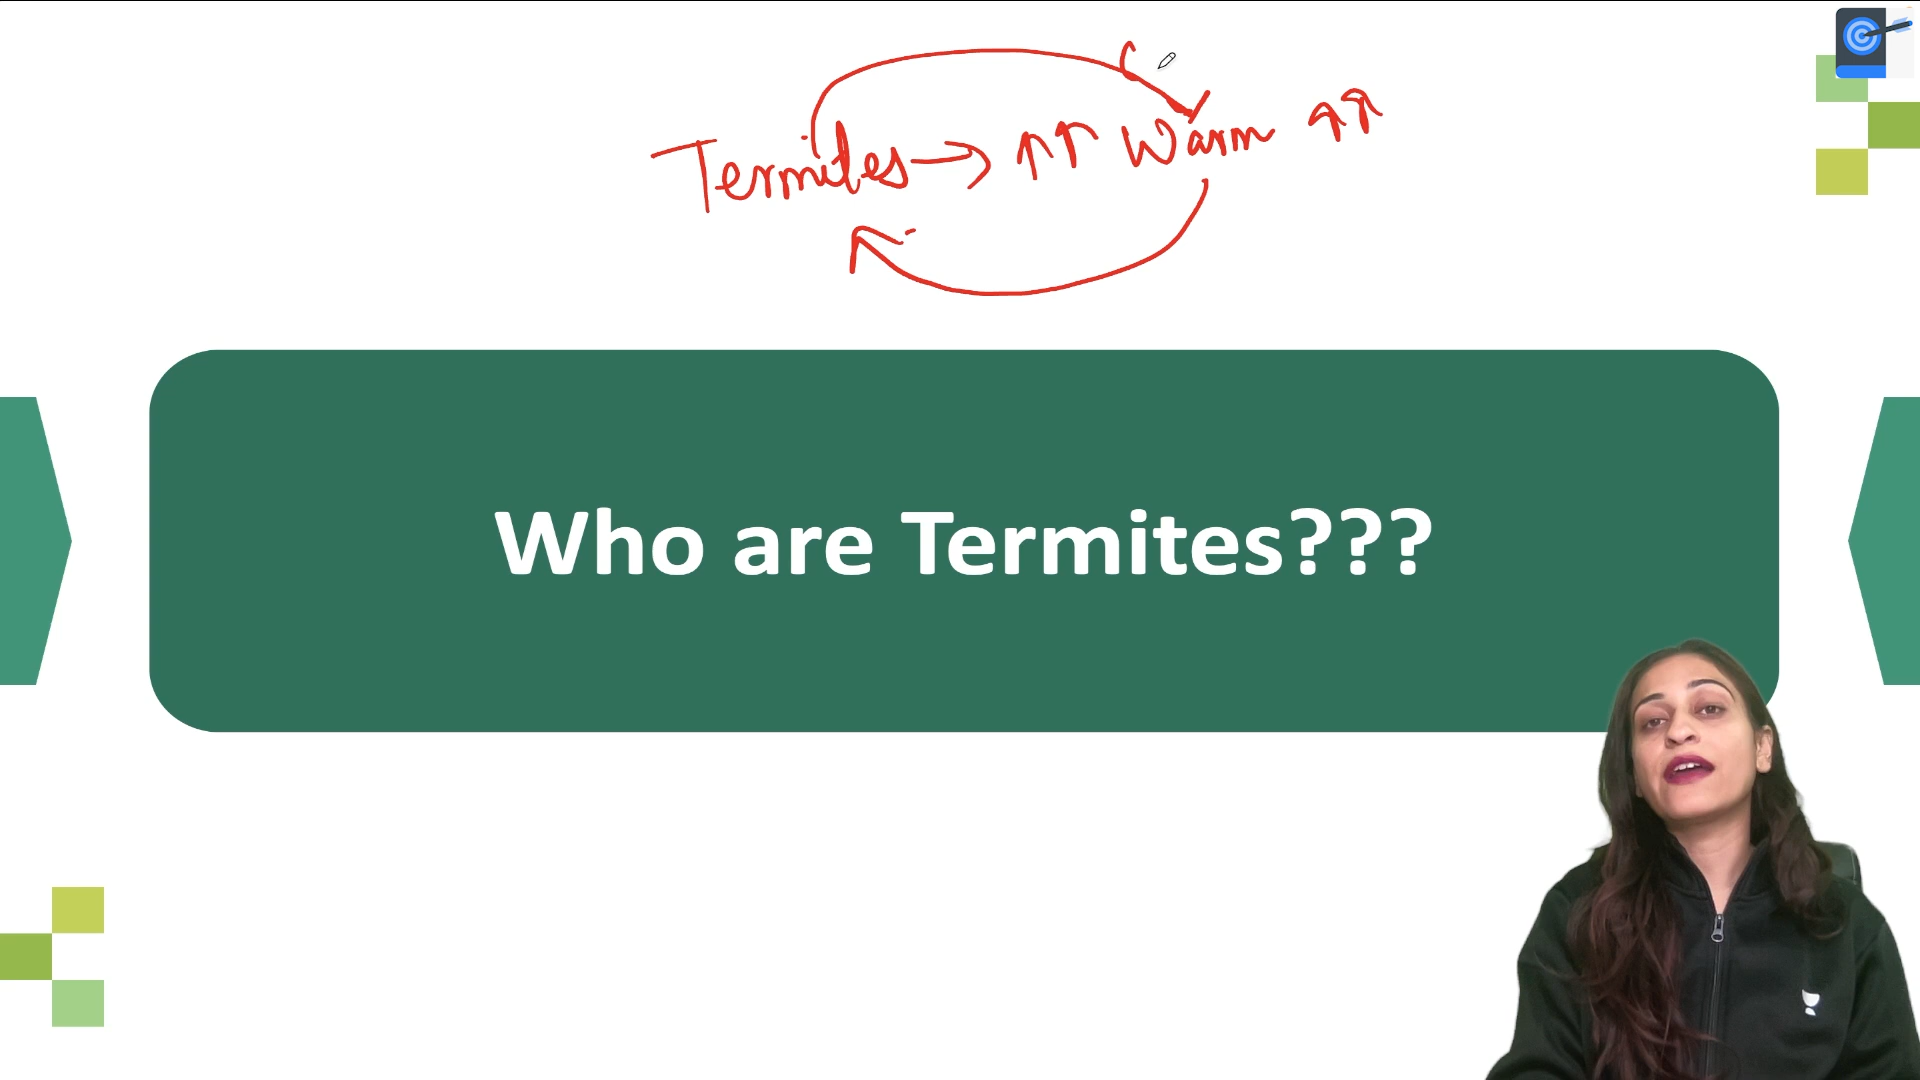 Termites → ↑↑ Warm ↑↑
Who are Termites???